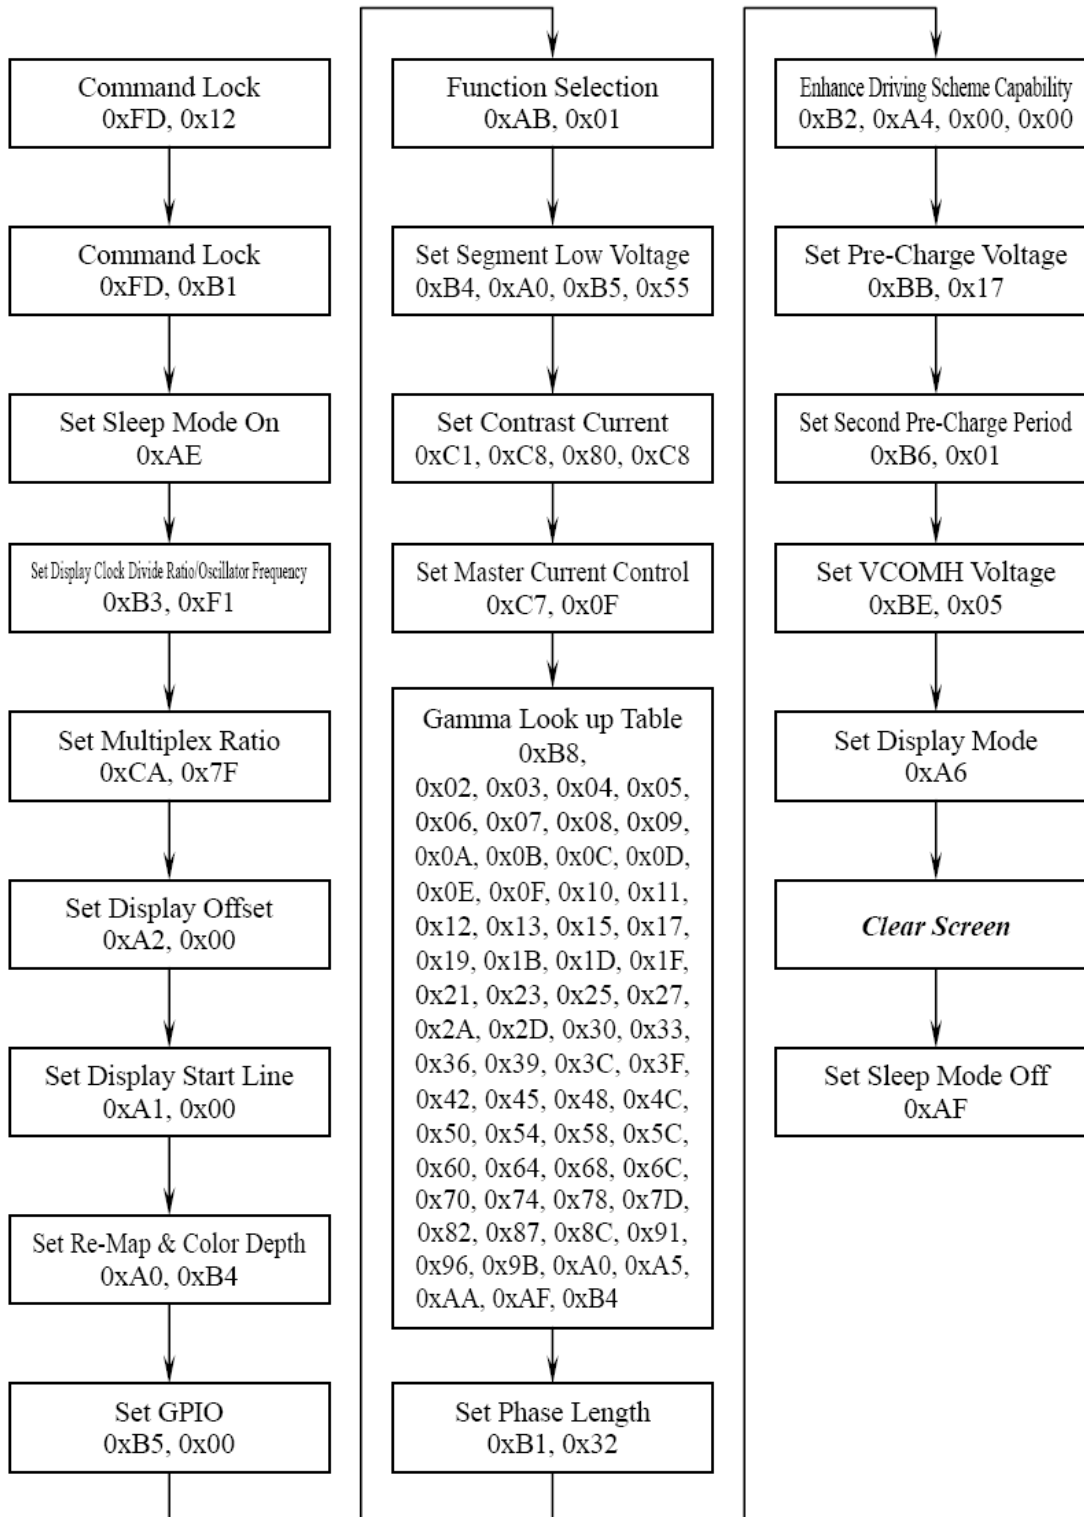 Command Lock
0xFD, 0x12
Command Lock
0xFD, 0xB1
Set Sleep Mode On
0xAE
Set Display Clock Divide Ratio/Oscillator Frequency
0xB3, 0xF1
Set Multiplex Ratio
0xCA, 0x7F
Set Display Offset
0xA2, 0x00
Set Display Start Line
0xA1, 0x00
Set Re-Map & Color Depth
0xA0, 0xB4
Set GPIO
0xB5, 0x00
Function Selection
0xAB, 0x01
Set Segment Low Voltage
0xB4, 0xA0, 0xB5, 0x55
Set Contrast Current
0xC1, 0xC8, 0x80, 0xC8
Set Master Current Control
0xC7, 0x0F
Gamma Look up Table
0xB8,
0x02, 0x03, 0x04, 0x05,
0x06, 0x07, 0x08, 0x09,
0x0A, 0x0B, 0x0C, 0x0D,
0x0E, 0x0F, 0x10, 0x11,
0x12, 0x13, 0x15, 0x17,
0x19, 0x1B, 0x1D, 0x1F,
0x21, 0x23, 0x25, 0x27,
0x2A, 0x2D, 0x30, 0x33,
0x36, 0x39, 0x3C, 0x3F,
0x42, 0x45, 0x48, 0x4C,
0x50, 0x54, 0x58, 0x5C,
0x60, 0x64, 0x68, 0x6C,
0x70, 0x74, 0x78, 0x7D,
0x82, 0x87, 0x8C, 0x91,
0x96, 0x9B, 0xA0, 0xA5,
0xAA, 0xAF, 0xB4
Set Phase Length
0xB1, 0x32
Enhance Driving Scheme Capability
0xB2, 0xA4, 0x00, 0x00
Set Pre-Charge Voltage
0xBB, 0x17
Set Second Pre-Charge Period
0xB6, 0x01
Set VCOMH Voltage
0xBE, 0x05
Set Display Mode
0xA6
Clear Screen
Set Sleep Mode Off
0xAF